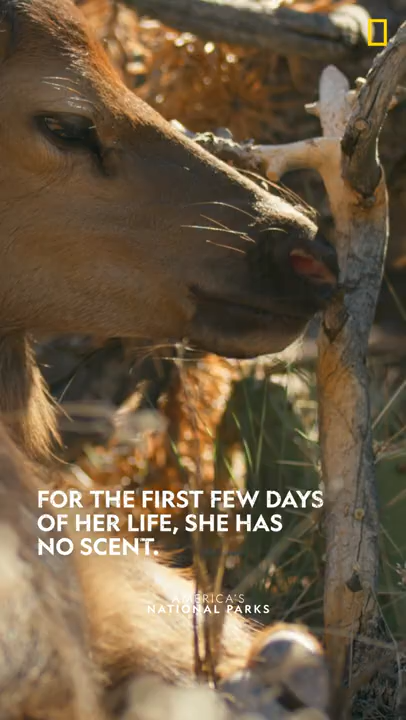 FOR THE FIRST FEW DAYS
OF HER LIFE, SHE HAS
NO SCENT.
AMERICA'S
NATIONAL PARKS